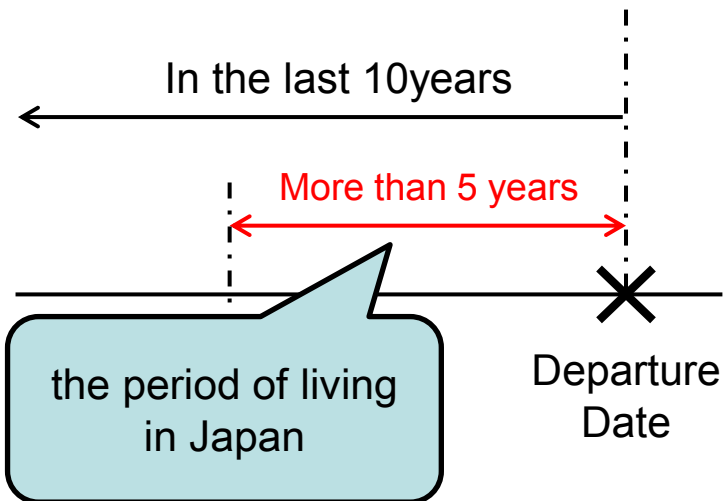 In the last 10years
More than 5 years
the period of living
in Japan
Departure
Date